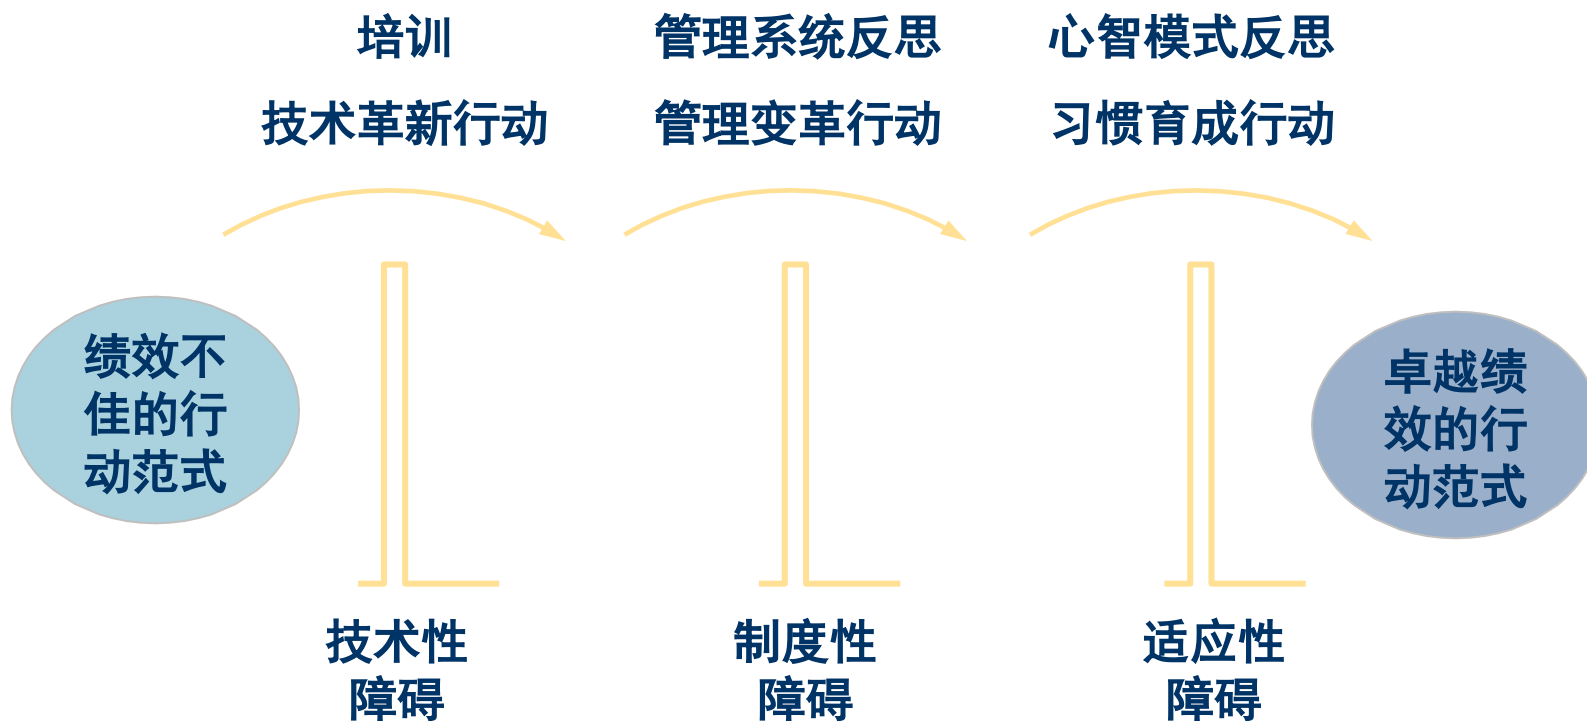 培训
管理系统反思
心智模式反思
技术革新行动
管理变革行动
习惯育成行动
绩效不
佳的行
动范式
卓越绩
效的行
动范式
技术性
障碍
制度性
障碍
适应性
障碍